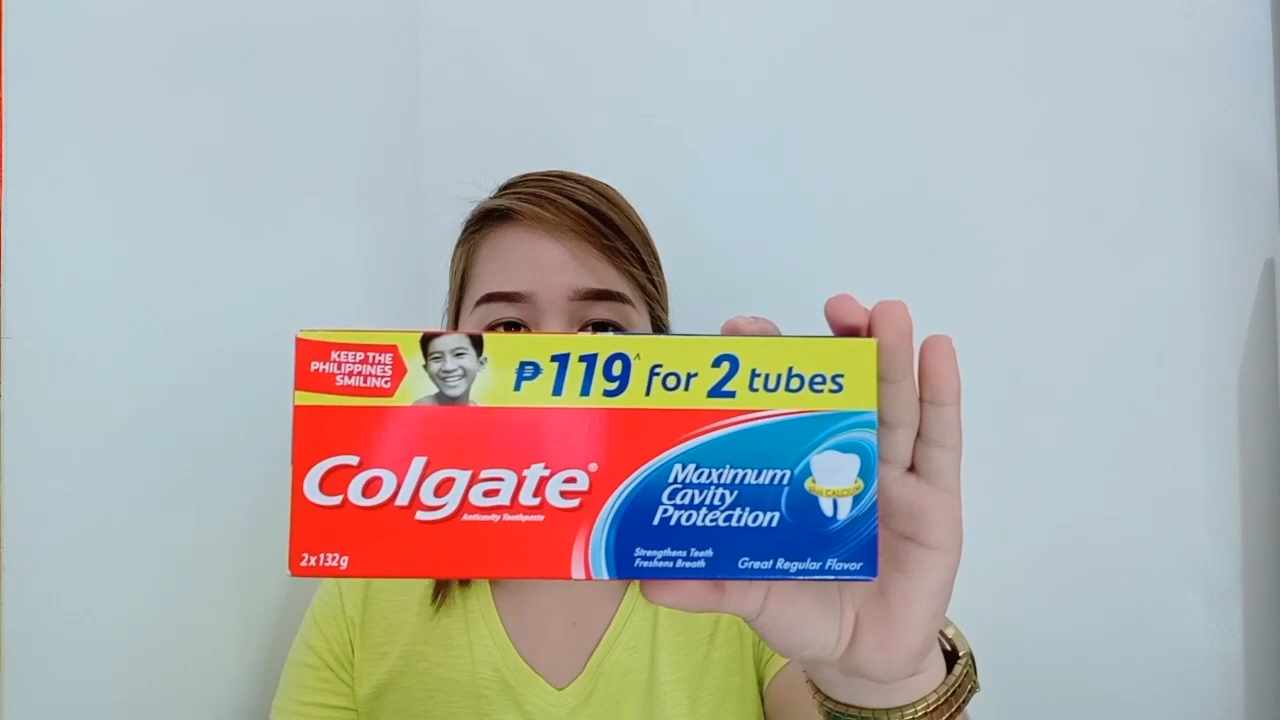 KEEP THE
PHILIPPINES
SMILING
₱119^ for 2 tubes
Colgate®
Anticavity Toothpaste
Maximum
Cavity
Protection
CALCIUM
Strengthens Teeth
Freshens Breath
Great Regular Flavor
2x132g